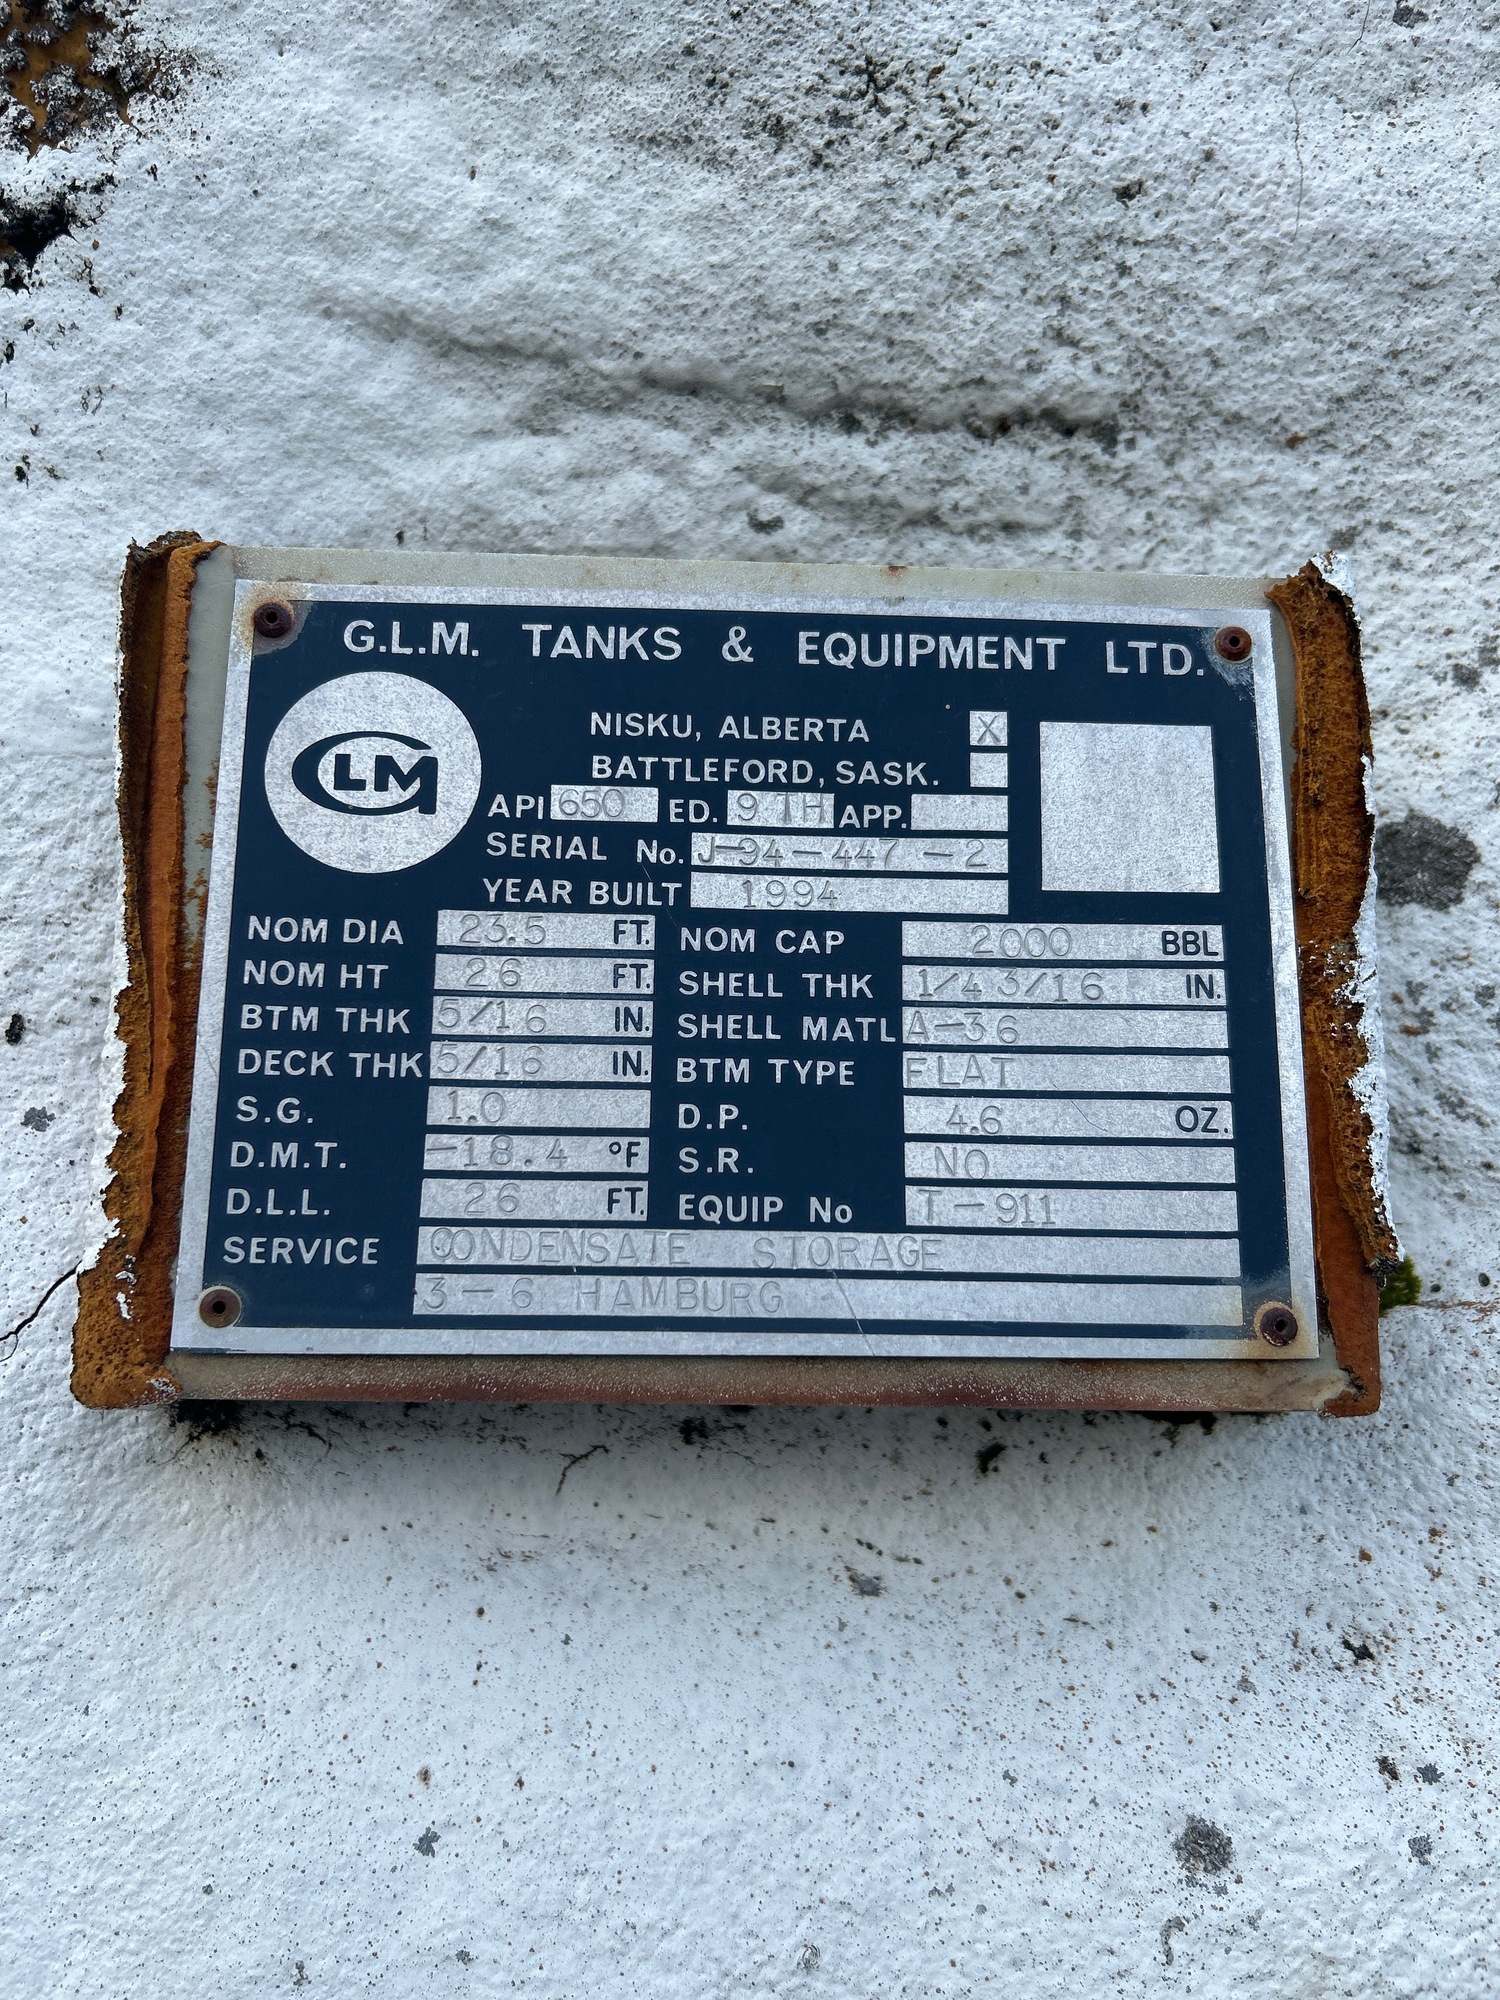 G.L.M. TANKS & EQUIPMENT LTD.
GLM
NISKU, ALBERTA X
BATTLEFORD, SASK.
API 650 ED. 9 TH APP.
SERIAL No. J-94-447-2
YEAR BUILT 1994
NOM DIA 23.5 FT. NOM CAP 2000 BBL
NOM HT 26 FT. SHELL THK 1/4 3/16 IN.
BTM THK 5/16 IN. SHELL MATL A-36
DECK THK 5/16 IN. BTM TYPE FLAT
S.G. 1.0 D.P. 4.6 OZ.
D.M.T. -18.4 °F S.R. NO
D.L.L. 26 FT. EQUIP No T-911
SERVICE CONDENSATE STORAGE
3-6 HAMBURG